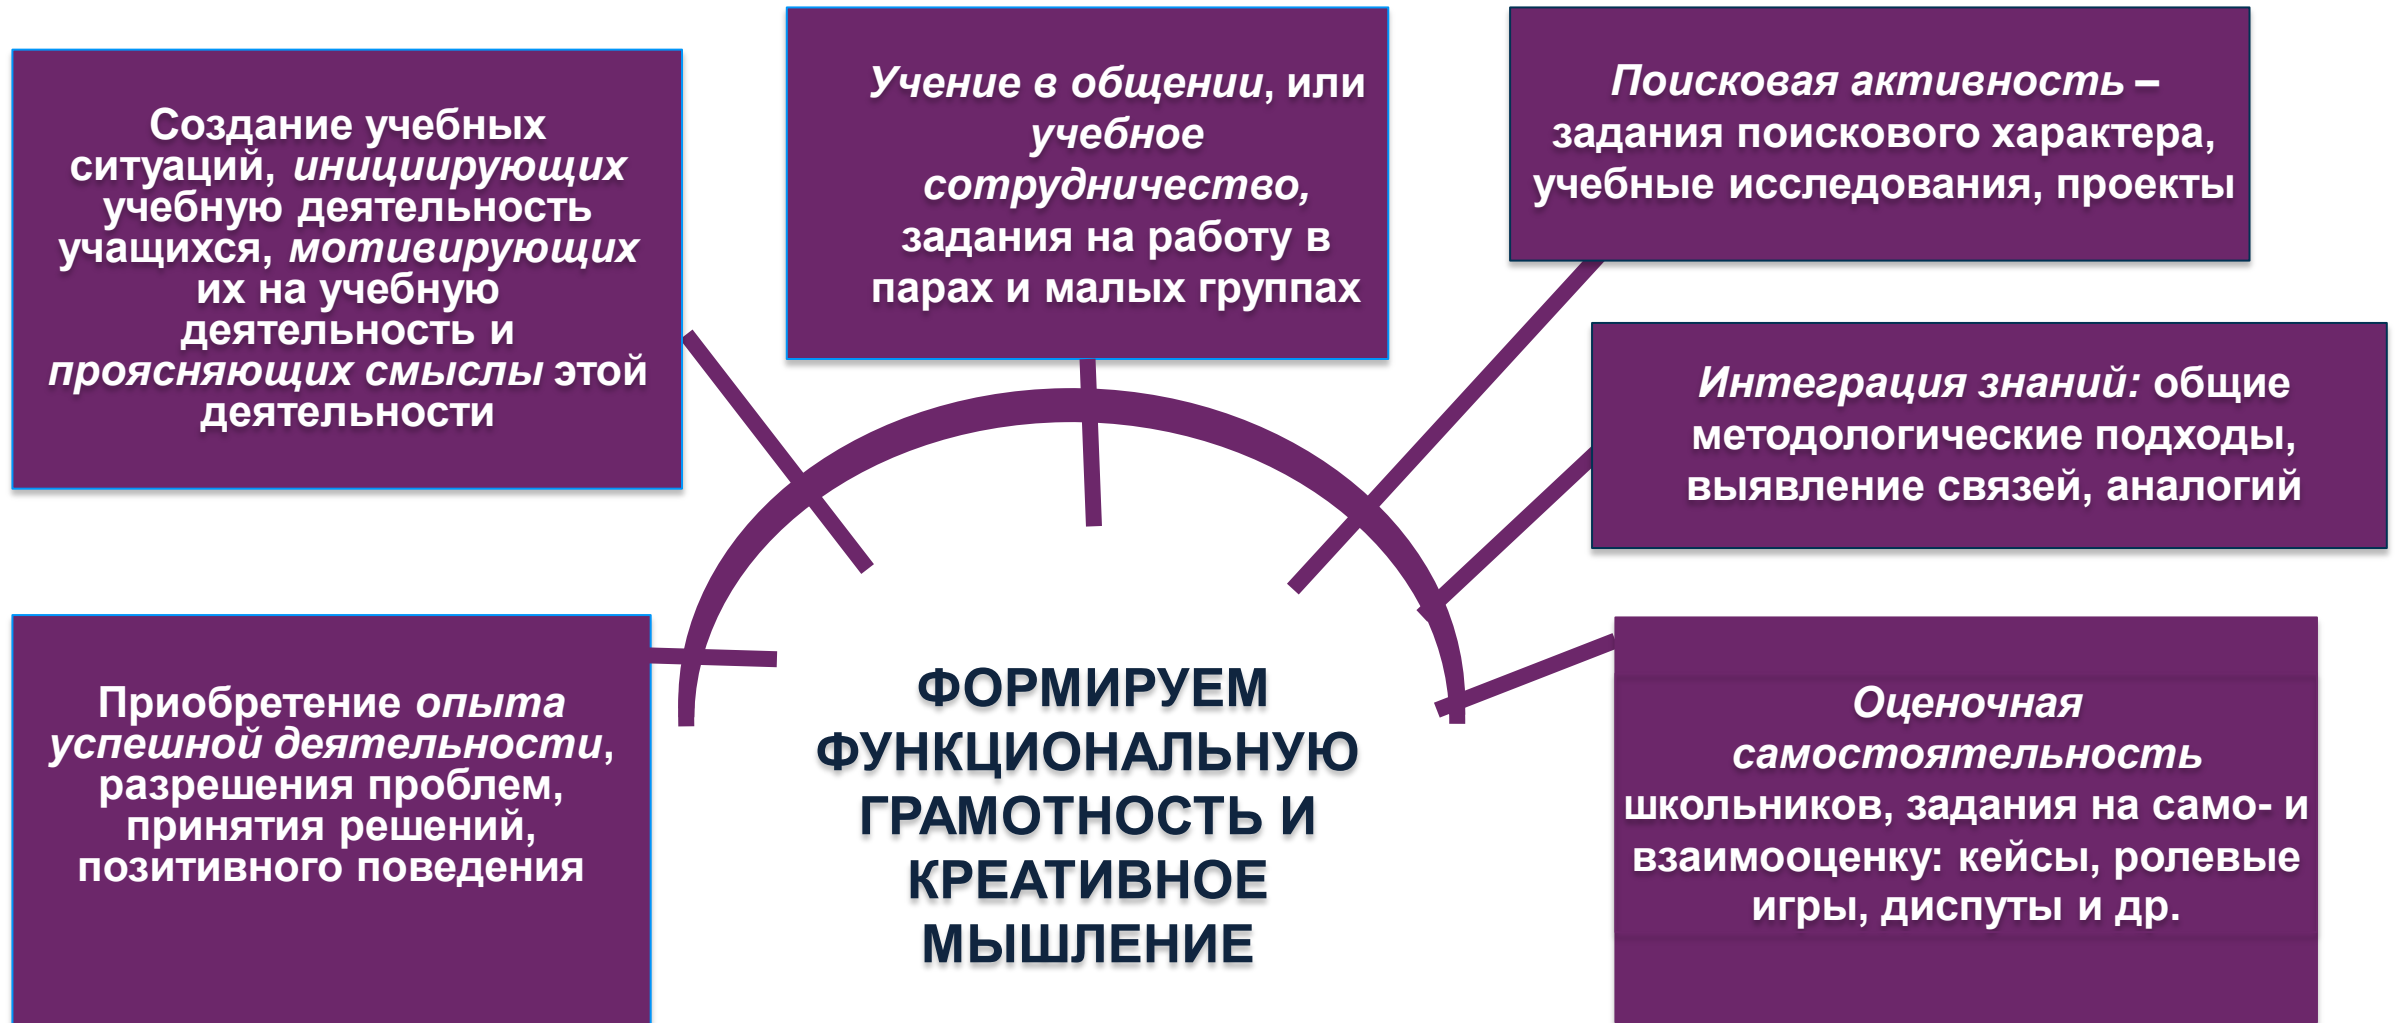 Создание учебных
ситуаций, инициирующих
учебную деятельность
учащихся, мотивирующих
их на учебную
деятельность и
проясняющих смыслы этой
деятельности
Учение в общении, или
учебное
сотрудничество,
задания на работу в
парах и малых группах
Поисковая активность –
задания поискового характера,
учебные исследования, проекты
Интеграция знаний: общие
методологические подходы,
выявление связей, аналогий
Приобретение опыта
успешной деятельности,
разрешения проблем,
принятия решений,
позитивного поведения
ФОРМИРУЕМ
ФУНКЦИОНАЛЬНУЮ
ГРАМОТНОСТЬ И
КРЕАТИВНОЕ
МЫШЛЕНИЕ
Оценочная
самостоятельность
школьников, задания на само- и
взаимооценку: кейсы, ролевые
игры, диспуты и др.